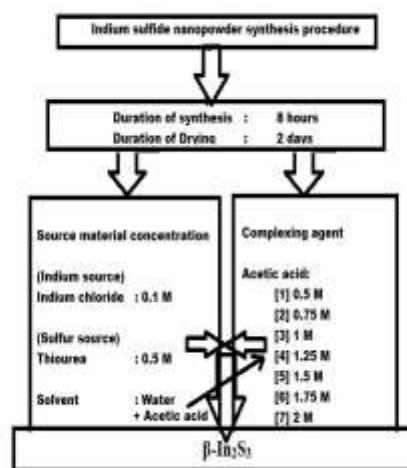 Indium sulfide nanopowder synthesis procedure
Duration of synthesis : 8 hours
Duration of Drying : 2 days
Source material concentration
(Indium source)
Indium chloride : 0.1 M
(Sulfur source)
Thiourea : 0.5 M
Solvent : Water
+ Acetic acid
Complexing agent
Acetic acid:
[1] 0.5 M
[2] 0.75 M
[3] 1 M
[4] 1.25 M
[5] 1.5 M
[6] 1.75 M
[7] 2 M
β-In₂S₃